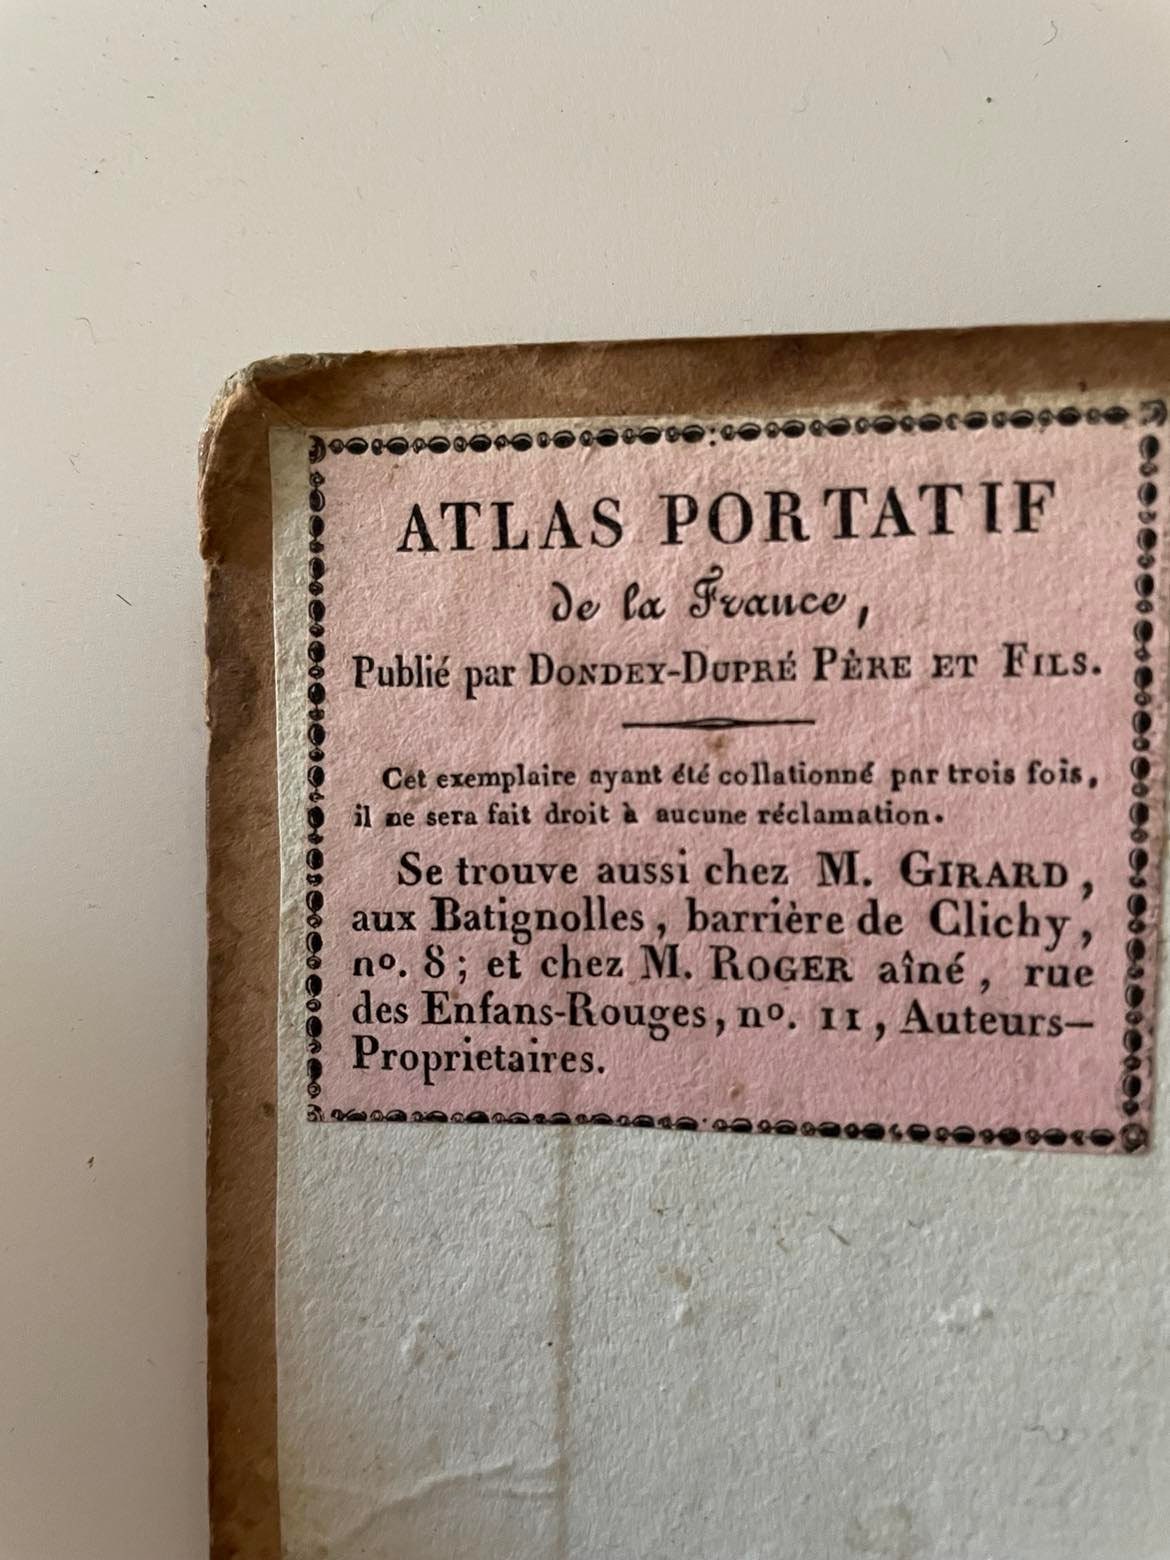 ATLAS PORTATIF
de la France,
Publié par DONDEY-DUPRÉ PÈRE ET FILS.
Cet exemplaire ayant été collationné par trois fois,
il ne sera fait droit à aucune réclamation.
Se trouve aussi chez M. GIRARD,
aux Batignolles, barrière de Clichy,
nº. 8; et chez M. ROGER aîné, rue
des Enfans-Rouges, nº. 11, Auteurs-
Proprietaires.